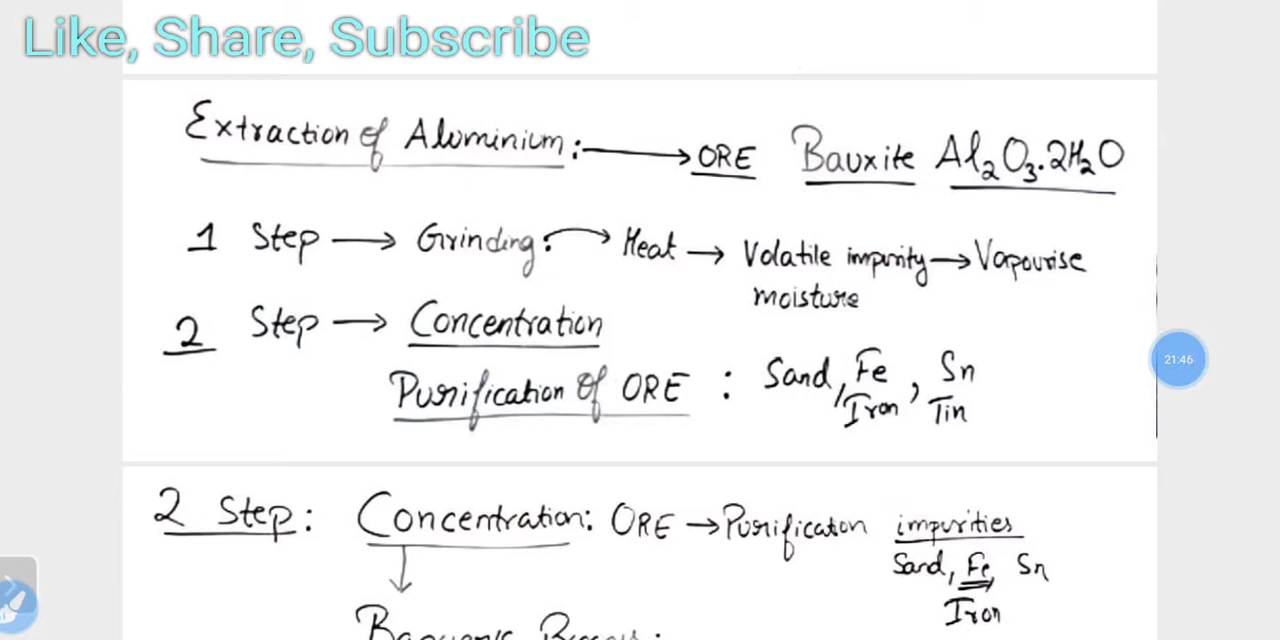 Like, Share, Subscribe
Extraction of Aluminium: → ORE Bauxite Al₂O₃.2H₂O
1 Step → Grinding: → Heat → Volatile impurity → Vapourise
moisture
2 Step → Concentration
Purification of ORE : Sand, Fe, Sn
Iron Tin
21:46
2 Step: Concentration: ORE → Purification impurities
Sand, Fe, Sn
Iron